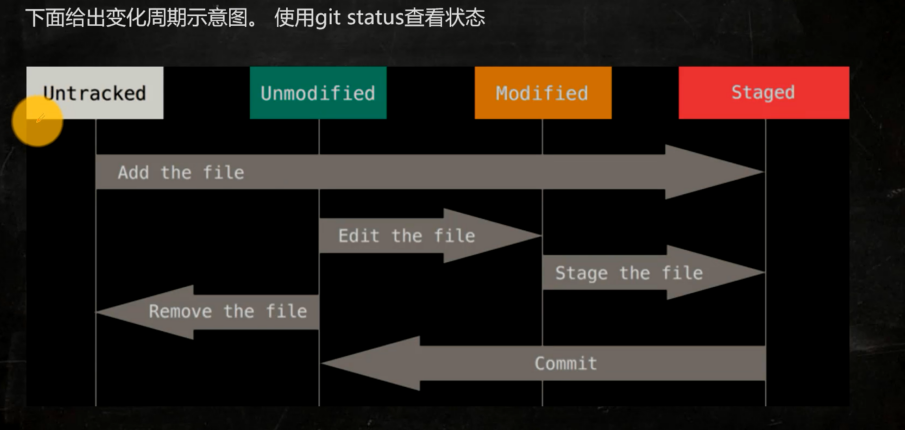 下面给出变化周期示意图。 使用git status查看状态
Untracked Unmodified Modified Staged
Add the file
Edit the file
Stage the file
Remove the file
Commit